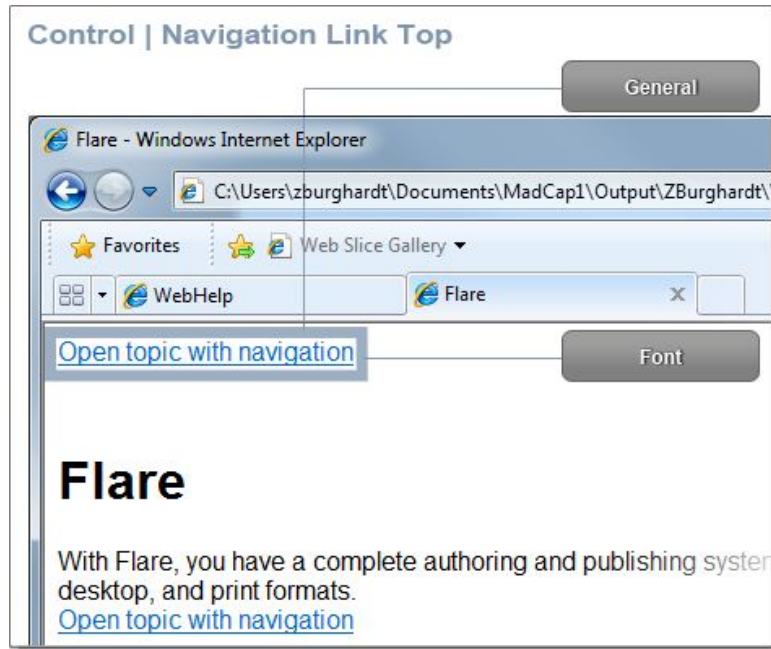 Control | Navigation Link Top
General
Flare - Windows Internet Explorer
C:\Users\zburghardt\Documents\MadCap1\Output\ZBurghardt\
Favorites
Web Slice Gallery
WebHelp
Flare
Open topic with navigation
Font
Flare
With Flare, you have a complete authoring and publishing
desktop, and print formats.
Open topic with navigation